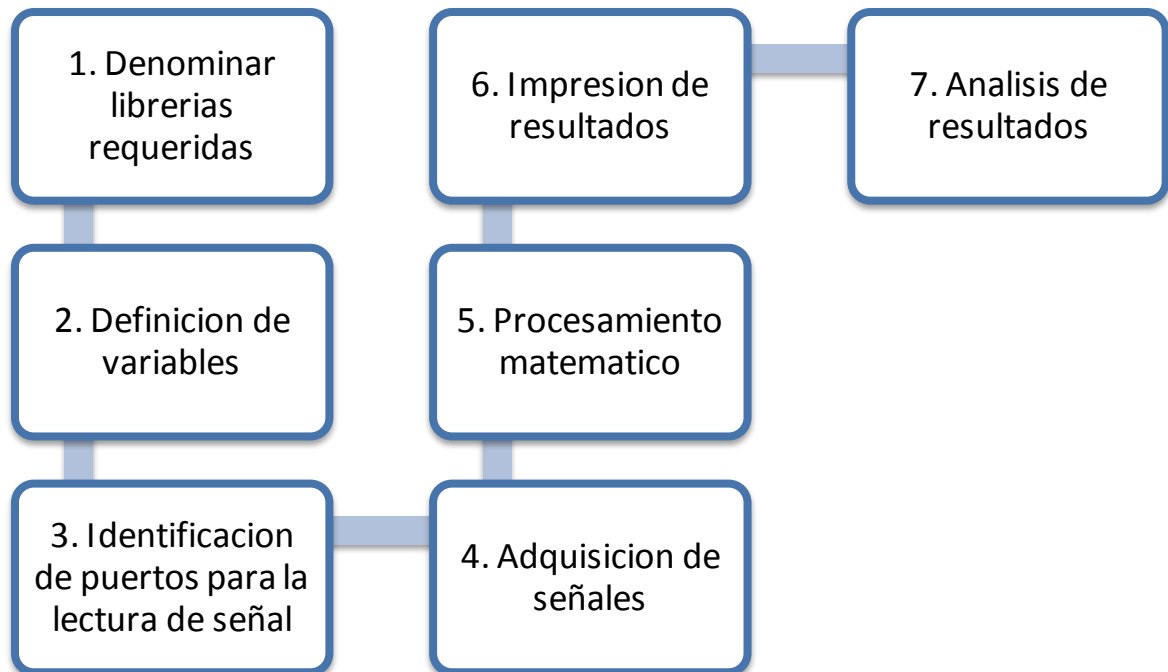 1. Denominar
librerias
requeridas
2. Definicion de
variables
3. Identificacion
de puertos para la
lectura de señal
4. Adquisicion de
señales
5. Procesamiento
matematico
6. Impresion de
resultados
7. Analisis de
resultados